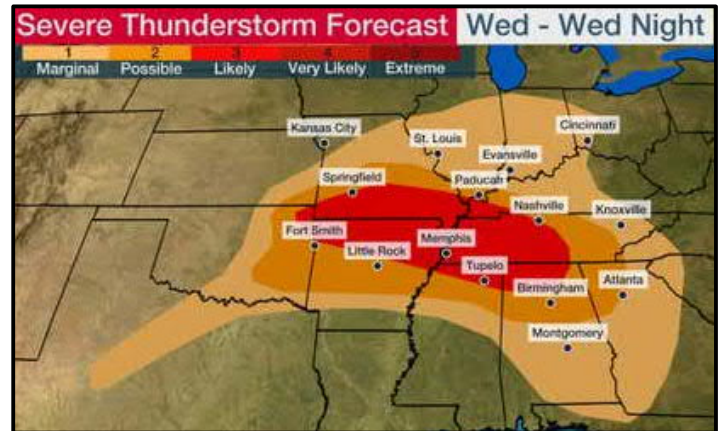 Severe Thunderstorm Forecast Wed - Wed Night
1 2 3 4
Marginal Possible Likely Very Likely Extreme
Kansas City
St. Louis
Cincinnati
Evansville
Springfield
Paducah
Nashville
Knoxville
Fort Smith
Little Rock
Memphis
Tupelo
Birmingham
Atlanta
Montgomery